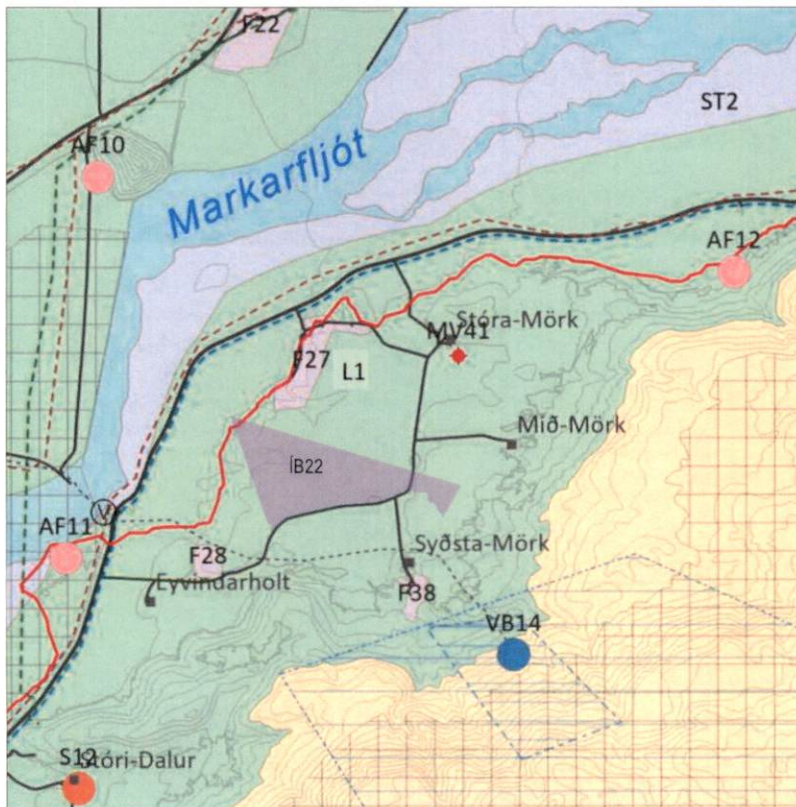 F22
ST2
AF10
Markarfljót
AF12
Stóra-Mörk
MV41
F27
L1
Mið-Mörk
ÍB22
V
AF11
Syðsta-Mörk
F28
Eyvindarholt
F38
VB14
S12
Stóri-Dalur